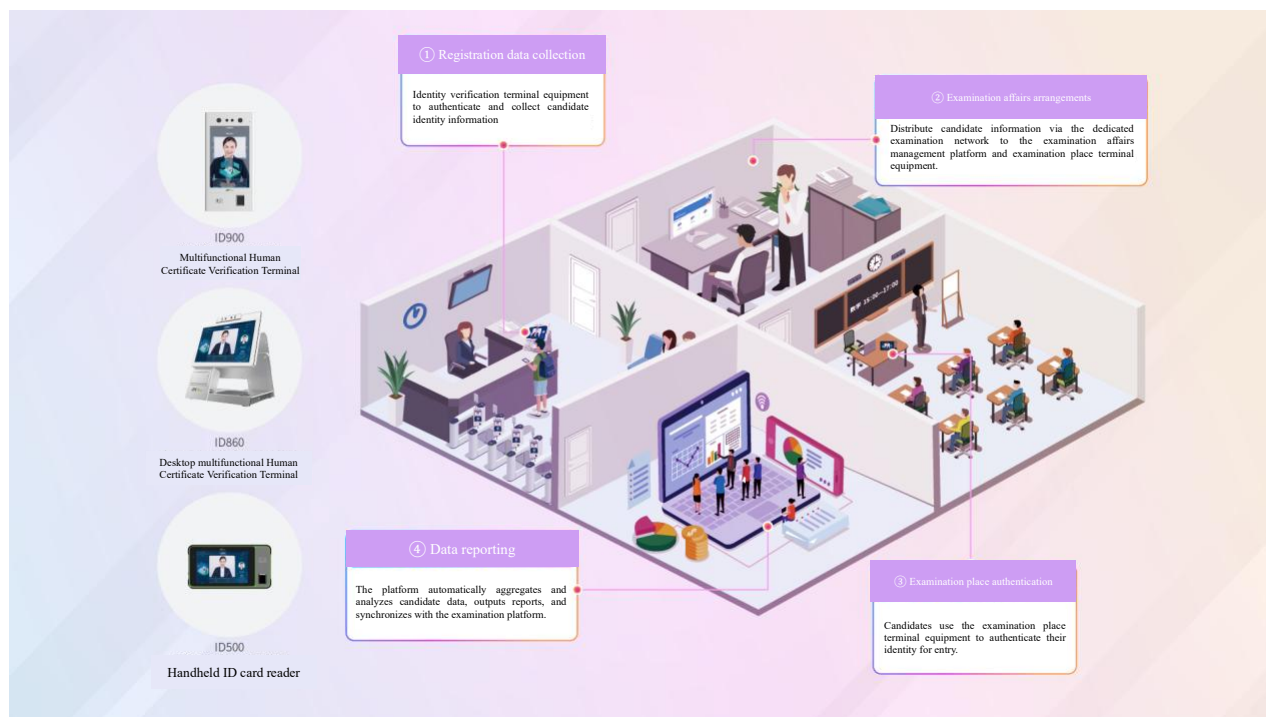 ① Registration data collection
Identity verification terminal equipment
to authenticate and collect candidate
identity information
② Examination affairs arrangements
Distribute candidate information via the dedicated
examination network to the examination affairs
management platform and examination place terminal
equipment.
ID900
Multifunctional Human
Certificate Verification Terminal
ID860
Desktop multifunctional Human
Certificate Verification Terminal
ID500
Handheld ID card reader
15:00—17:00
④ Data reporting
The platform automatically aggregates and
analyzes candidate data, outputs reports, and
synchronizes with the examination platform.
③ Examination place authentication
Candidates use the examination place
terminal equipment to authenticate their
identity for entry.